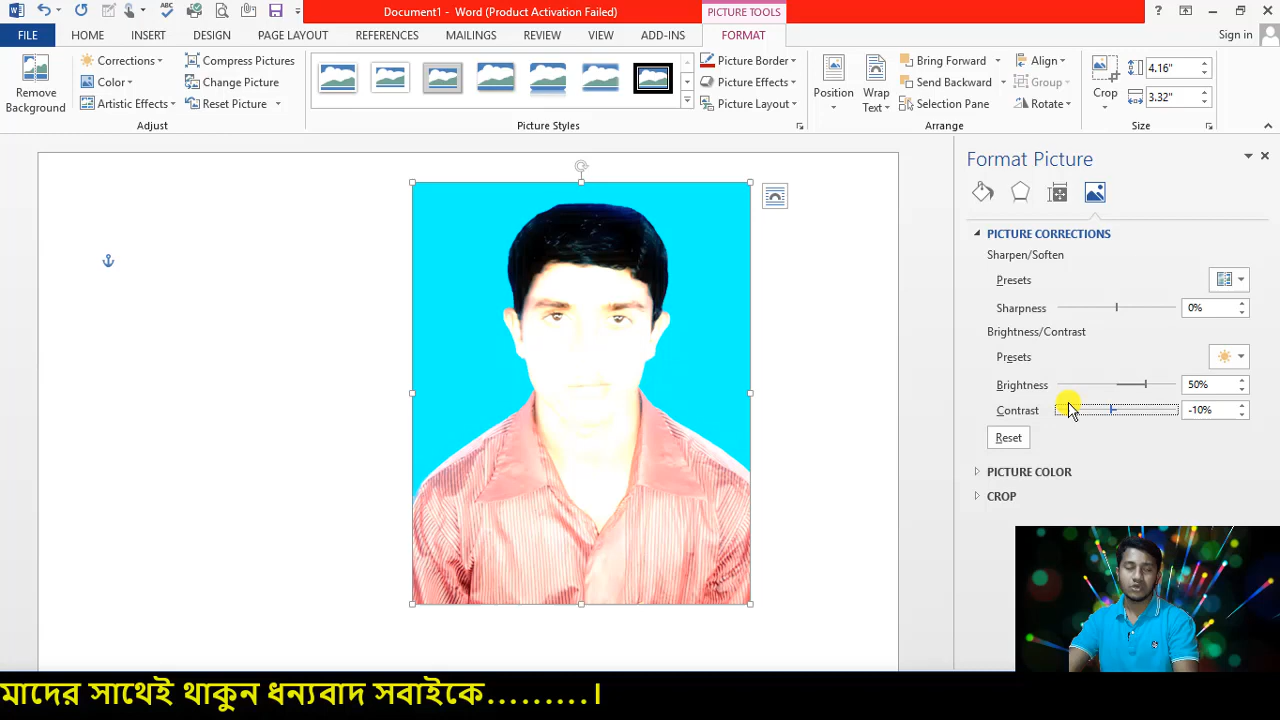 Document1 - Word (Product Activation Failed)
PICTURE TOOLS
?
FILE
HOME
INSERT
DESIGN
PAGE LAYOUT
REFERENCES
MAILINGS
REVIEW
VIEW
ADD-INS
FORMAT
Sign in
Remove
Background
Corrections
Color
Artistic Effects
Compress Pictures
Change Picture
Reset Picture
Adjust
Picture Styles
Picture Border
Picture Effects
Picture Layout
Position
Wrap
Text
Bring Forward
Send Backward
Selection Pane
Align
Group
Rotate
Arrange
Crop
4.16"
3.32"
Size
Format Picture
PICTURE CORRECTIONS
Sharpen/Soften
Presets
Sharpness 0%
Brightness/Contrast
Presets
Brightness 50%
Contrast -10%
Reset
PICTURE COLOR
CROP
মাদের সাথেই থাকুন ধন্যবাদ সবাইকে.........।